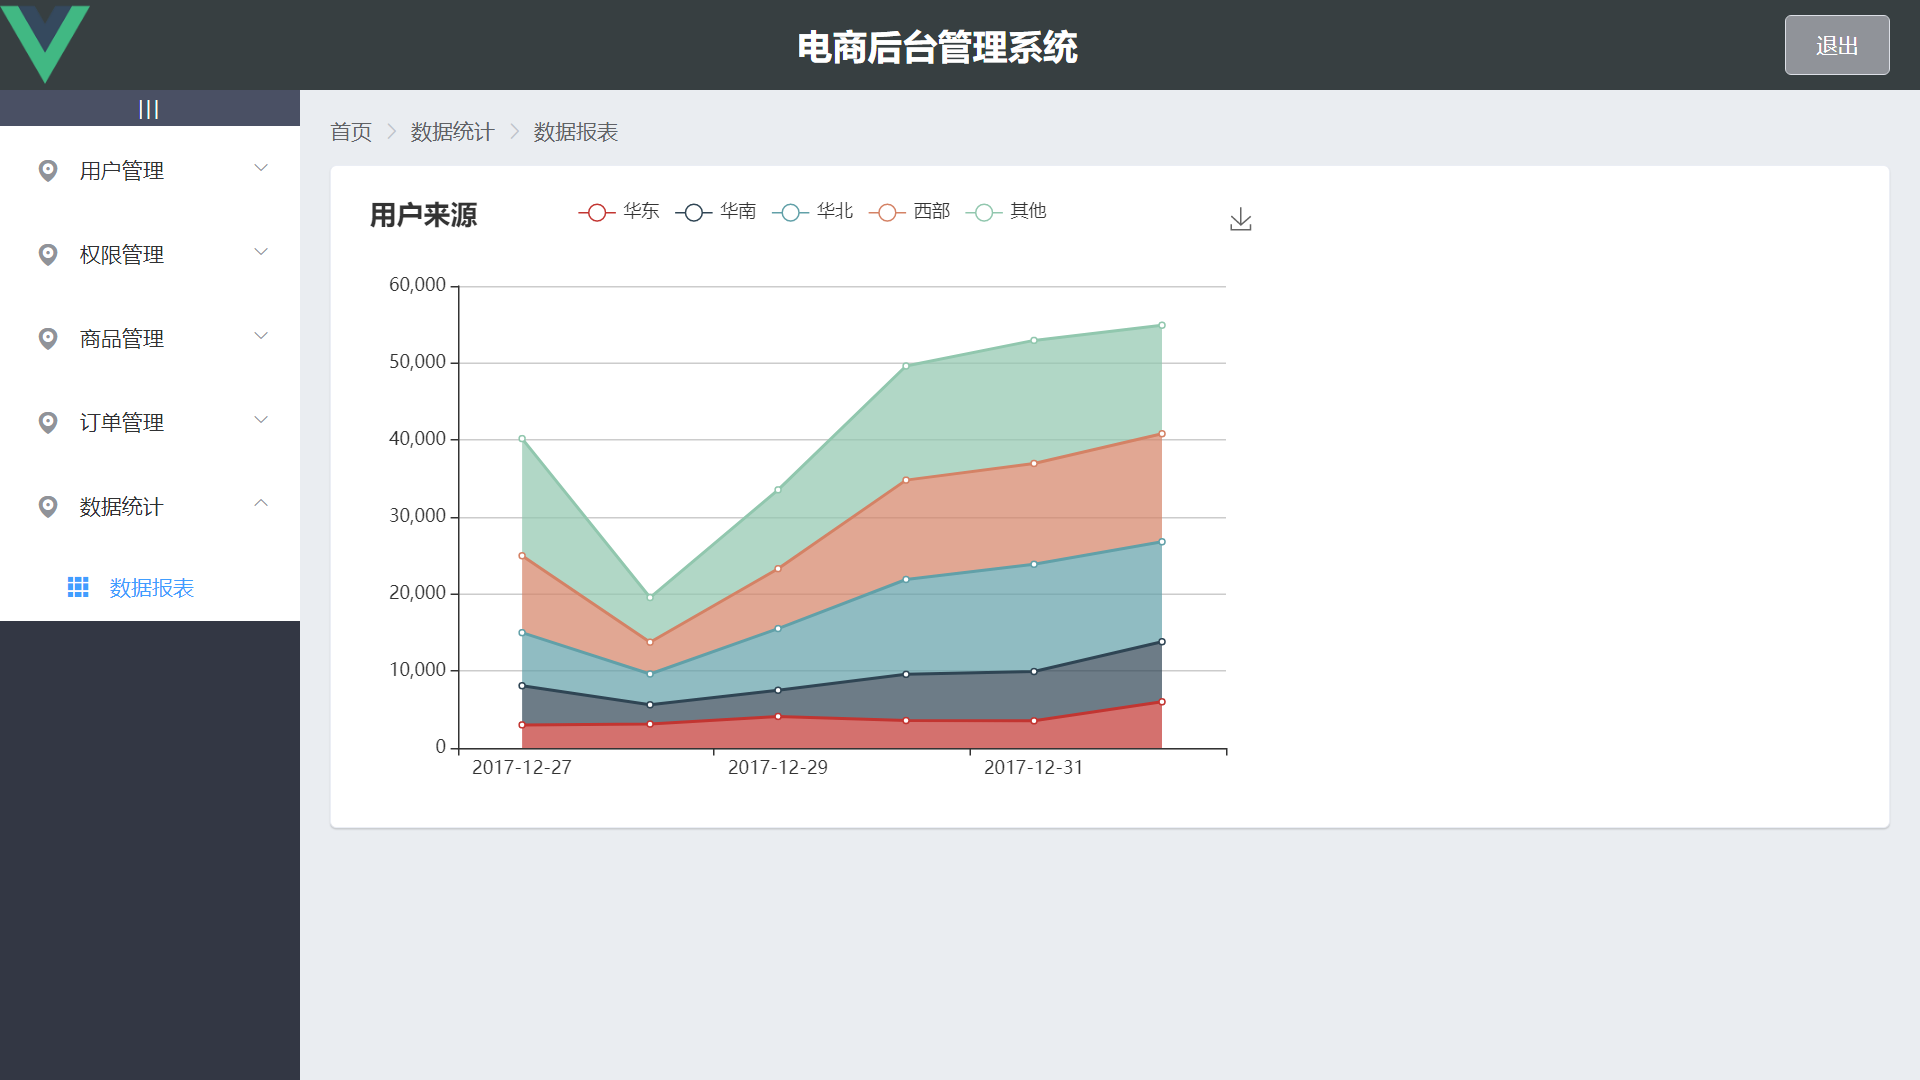 电商后台管理系统
退出
|||
用户管理
权限管理
商品管理
订单管理
数据统计
数据报表
首页 数据统计 数据报表
用户来源
华东 华南 华北 西部 其他
60,000
50,000
40,000
30,000
20,000
10,000
0
2017-12-27 2017-12-29 2017-12-31